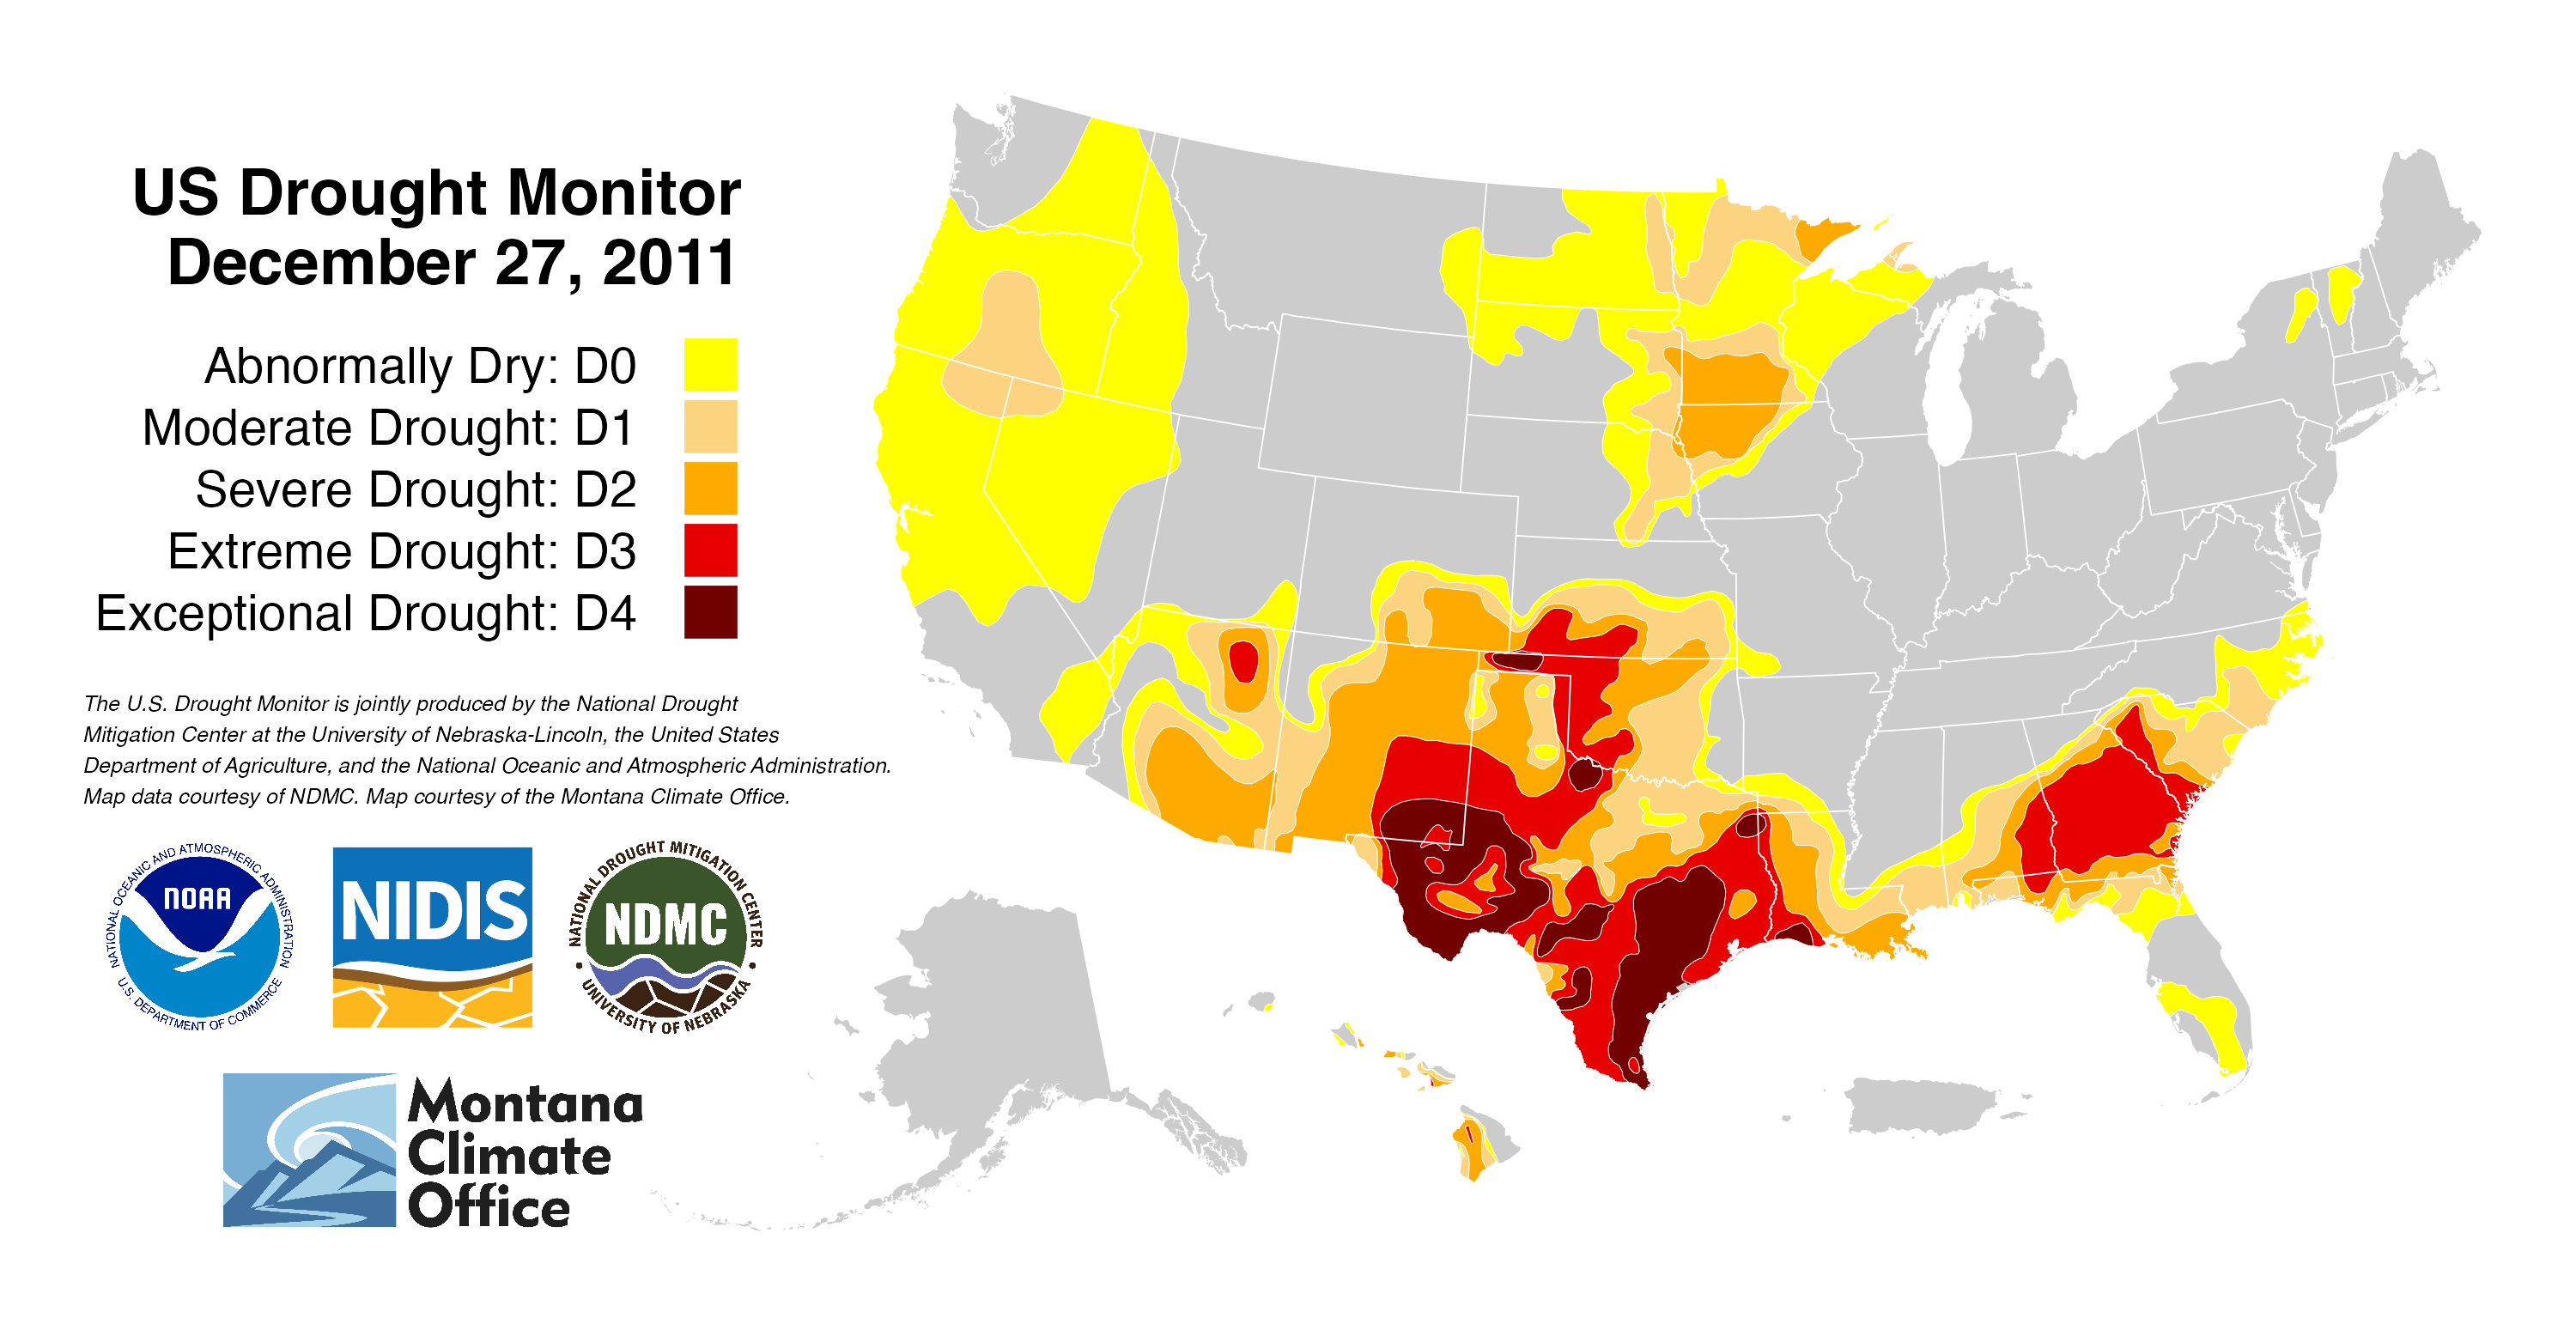 US Drought Monitor
December 27, 2011
Abnormally Dry: D0
Moderate Drought: D1
Severe Drought: D2
Extreme Drought: D3
Exceptional Drought: D4
The U.S. Drought Monitor is jointly produced by the National Drought
Mitigation Center at the University of Nebraska-Lincoln, the United States
Department of Agriculture, and the National Oceanic and Atmospheric Administration.
Map data courtesy of NDMC. Map courtesy of the Montana Climate Office.
NATIONAL OCEANIC AND ATMOSPHERIC ADMINISTRATION
NOAA
U.S. DEPARTMENT OF COMMERCE
NIDIS
NATIONAL DROUGHT MITIGATION CENTER
NDMC
UNIVERSITY OF NEBRASKA
Montana
Climate
Office